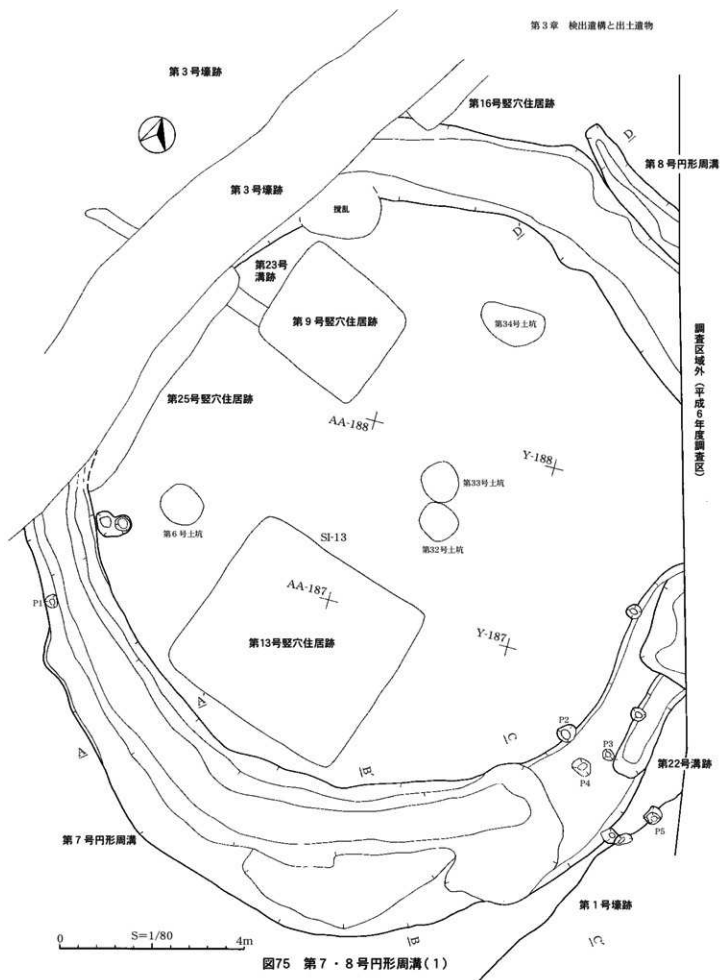 第3章 検出遺構と出土遺物
第3号壕跡
第16号竪穴住居跡
D
第8号円形周溝
第3号壕跡
撹乱
D'
第23号
溝跡
第9号竪穴住居跡
第34号土坑
調査区域外(平成6年度調査区)
第25号竪穴住居跡
AA-188
Y-188
第33号土坑
第6号土坑
第32号土坑
SI-13
AA-187
P1
第13号竪穴住居跡
Y-187
A'
P2
C
P3
B'
P4
第22号溝跡
A
P5
第7号円形周溝
第1号壕跡
B
C'
0 S=1/80 4m
図75 第7・8号円形周溝(1)